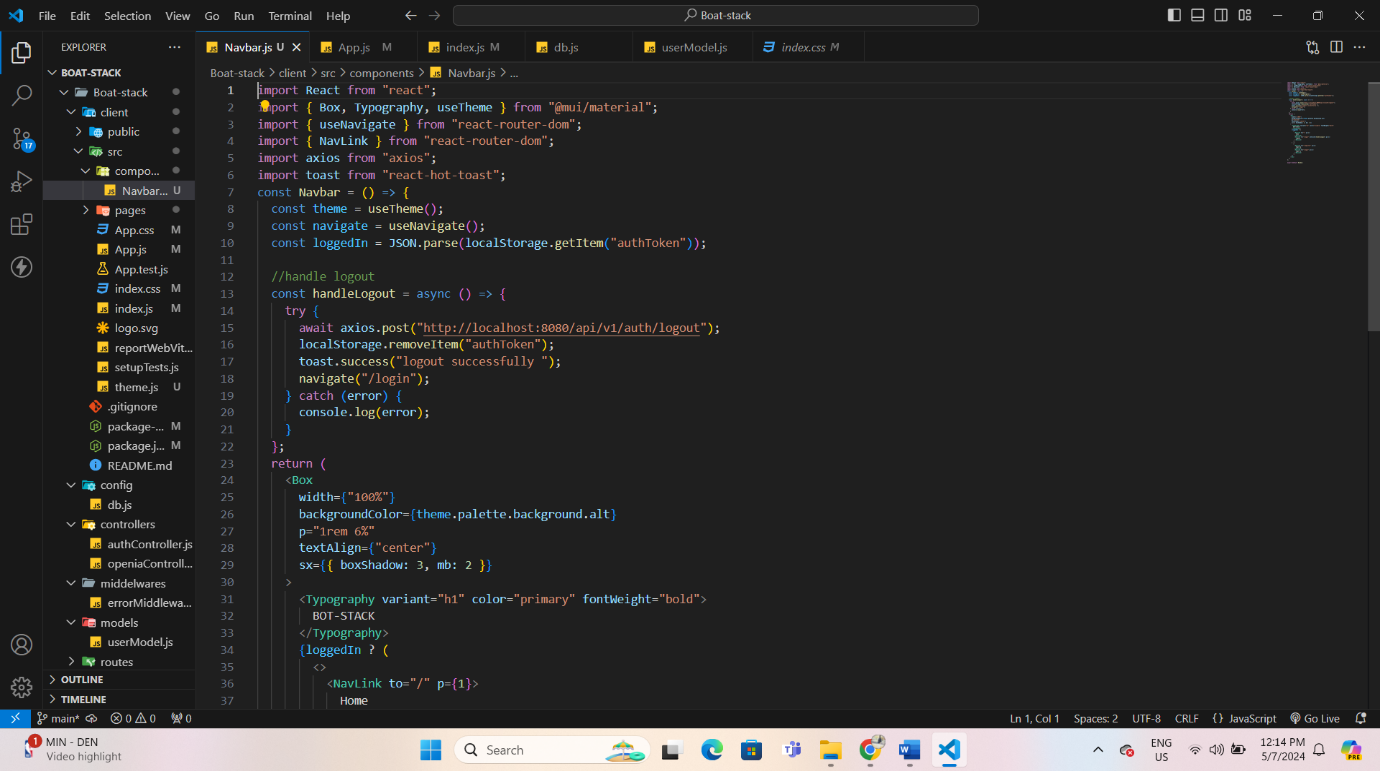 File Edit Selection View Go Run Terminal Help
Boat-stack
EXPLORER
Navbar.js U
App.js M
index.js M
db.js
userModel.js
index.css M
BOAT-STACK
Boat-stack > client > src > components > Navbar.js > ...
Boat-stack
client
public
src
compo...
Navbar... U
pages
App.css M
App.js M
App.test.js
index.css M
index.js M
logo.svg
reportWebVit...
setupTests.js
theme.js U
.gitignore
package-... M
package.j... M
README.md
config
db.js
controllers
authController.js
openiaControll...
middelwares
errorMiddlewa...
models
userModel.js
routes
OUTLINE
TIMELINE
17
1 import React from "react";
2 import { Box, Typography, useTheme } from "@mui/material";
3 import { useNavigate } from "react-router-dom";
4 import { NavLink } from "react-router-dom";
5 import axios from "axios";
6 import toast from "react-hot-toast";
7 const Navbar = () => {
8 const theme = useTheme();
9 const navigate = useNavigate();
10 const loggedIn = JSON.parse(localStorage.getItem("authToken"));
11
12 //handle logout
13 const handleLogout = async () => {
14 try {
15 await axios.post("http://localhost:8080/api/v1/auth/logout");
16 localStorage.removeItem("authToken");
17 toast.success("logout successfully ");
18 navigate("/login");
19 } catch (error) {
20 console.log(error);
21 }
22 };
23 return (
24 <Box
25 width={"100%"}
26 backgroundColor={theme.palette.background.alt}
27 p="1rem 6%"
28 textAlign={"center"}
29 sx={{ boxShadow: 3, mb: 2 }}
30 >
31 <Typography variant="h1" color="primary" fontWeight="bold">
32 BOT-STACK
33 </Typography>
34 {loggedIn ? (
35 <>
36 <NavLink to="/" p={1}>
37 Home
main* 0 0 0
Ln 1, Col 1 Spaces: 2 UTF-8 CRLF {} JavaScript Go Live
1
MIN - DEN
Video highlight
Search
ENG
US
12:14 PM
5/7/2024
PRE